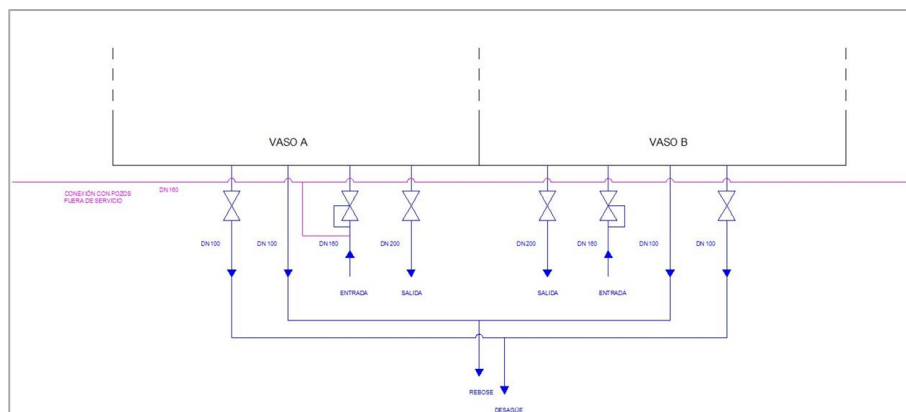 VASO A
VASO B
CONEXIÓN CON POZOS
FUERA DE SERVICIO
DN 160
DN 100
DN 100
DN 160
DN 200
DN 200
DN 160
DN 100
DN 100
ENTRADA
SALIDA
SALIDA
ENTRADA
REBOSE
DESAGÜE